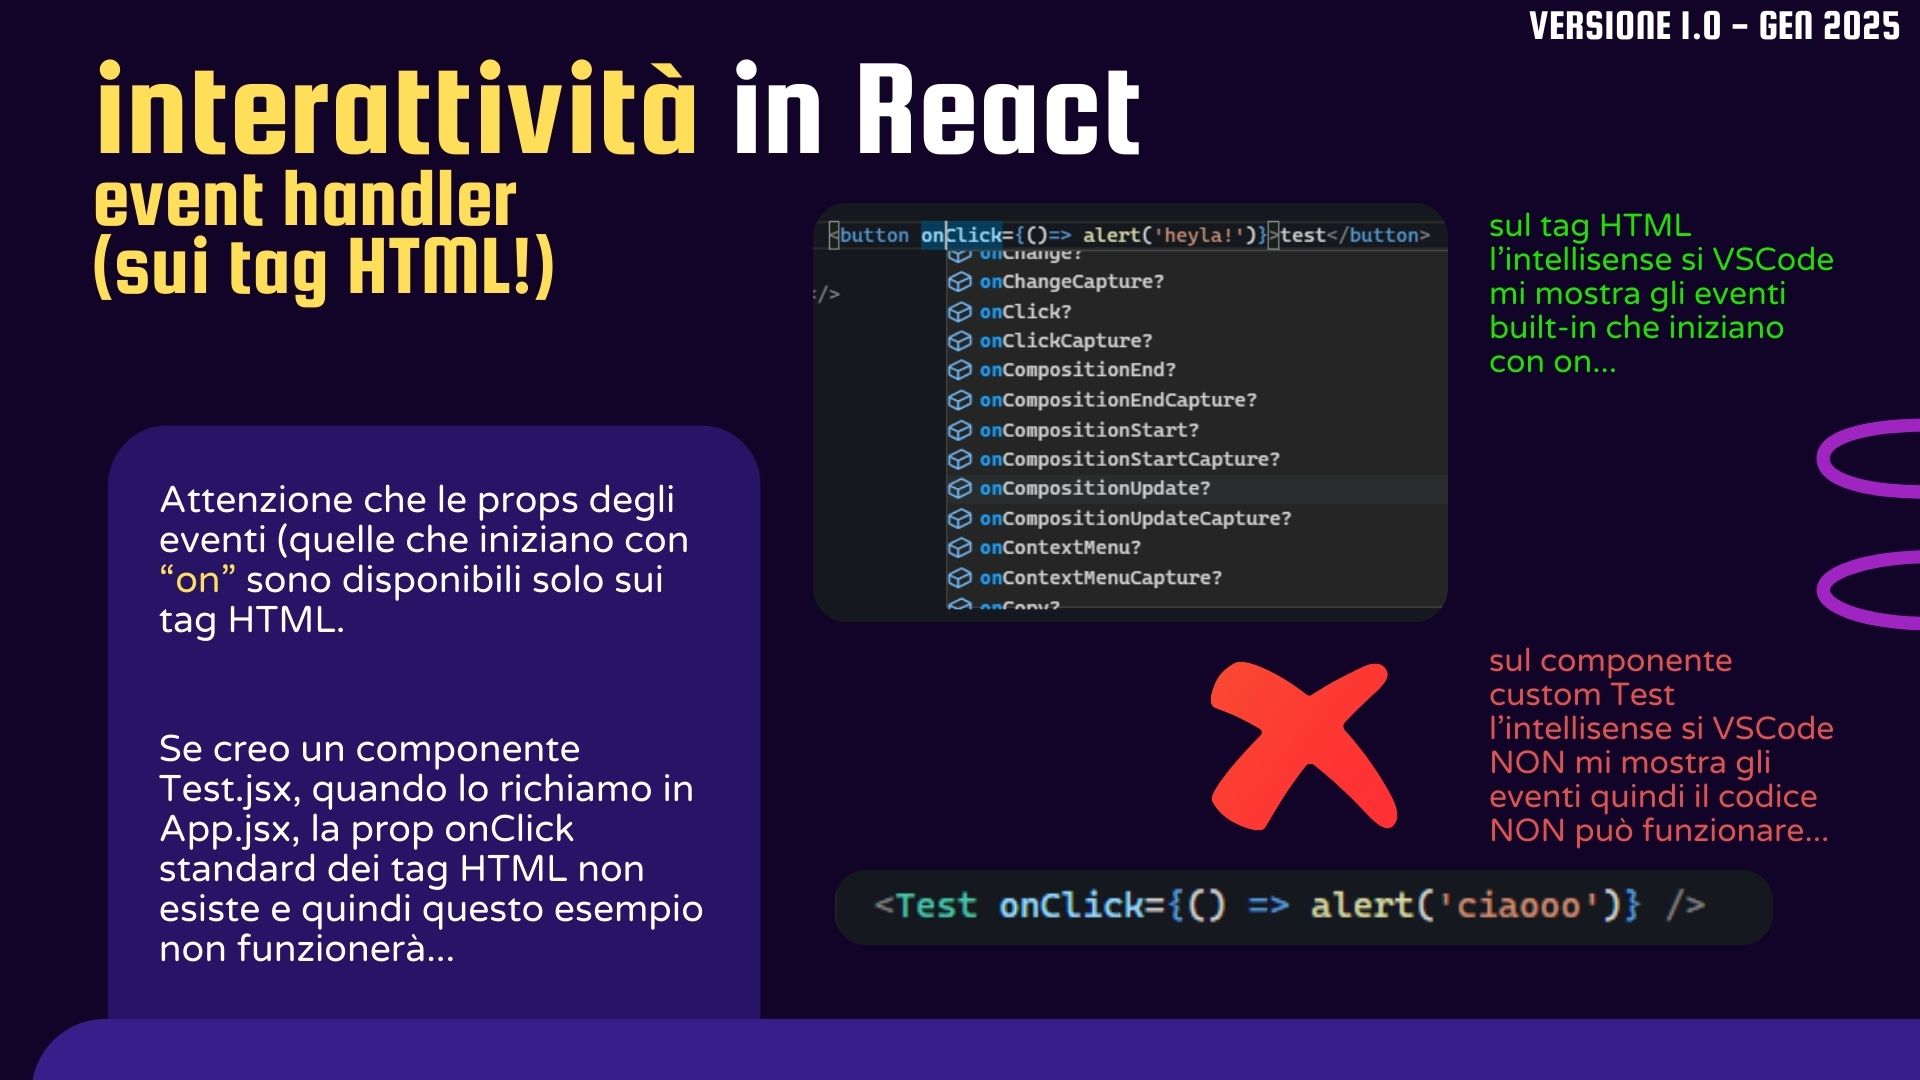 VERSIONE 1.0 - GEN 2025
interattività in React
event handler
(sui tag HTML!)
Attenzione che le props degli
eventi (quelle che iniziano con
“on” sono disponibili solo sui
tag HTML.
Se creo un componente
Test.jsx, quando lo richiamo in
App.jsx, la prop onClick
standard dei tag HTML non
esiste e quindi questo esempio
non funzionerà...
<button onClick={()=> alert('heyla!')}>test</button>
onChange?
onChangeCapture?
</>
onClick?
onClickCapture?
onCompositionEnd?
onCompositionEndCapture?
onCompositionStart?
onCompositionStartCapture?
onCompositionUpdate?
onCompositionUpdateCapture?
onContextMenu?
onContextMenuCapture?
onCopy?
sul tag HTML
l’intellisense si VSCode
mi mostra gli eventi
built-in che iniziano
con on...
sul componente
custom Test
l’intellisense si VSCode
NON mi mostra gli
eventi quindi il codice
NON può funzionare...
<Test onClick={() => alert('ciaooo')} />